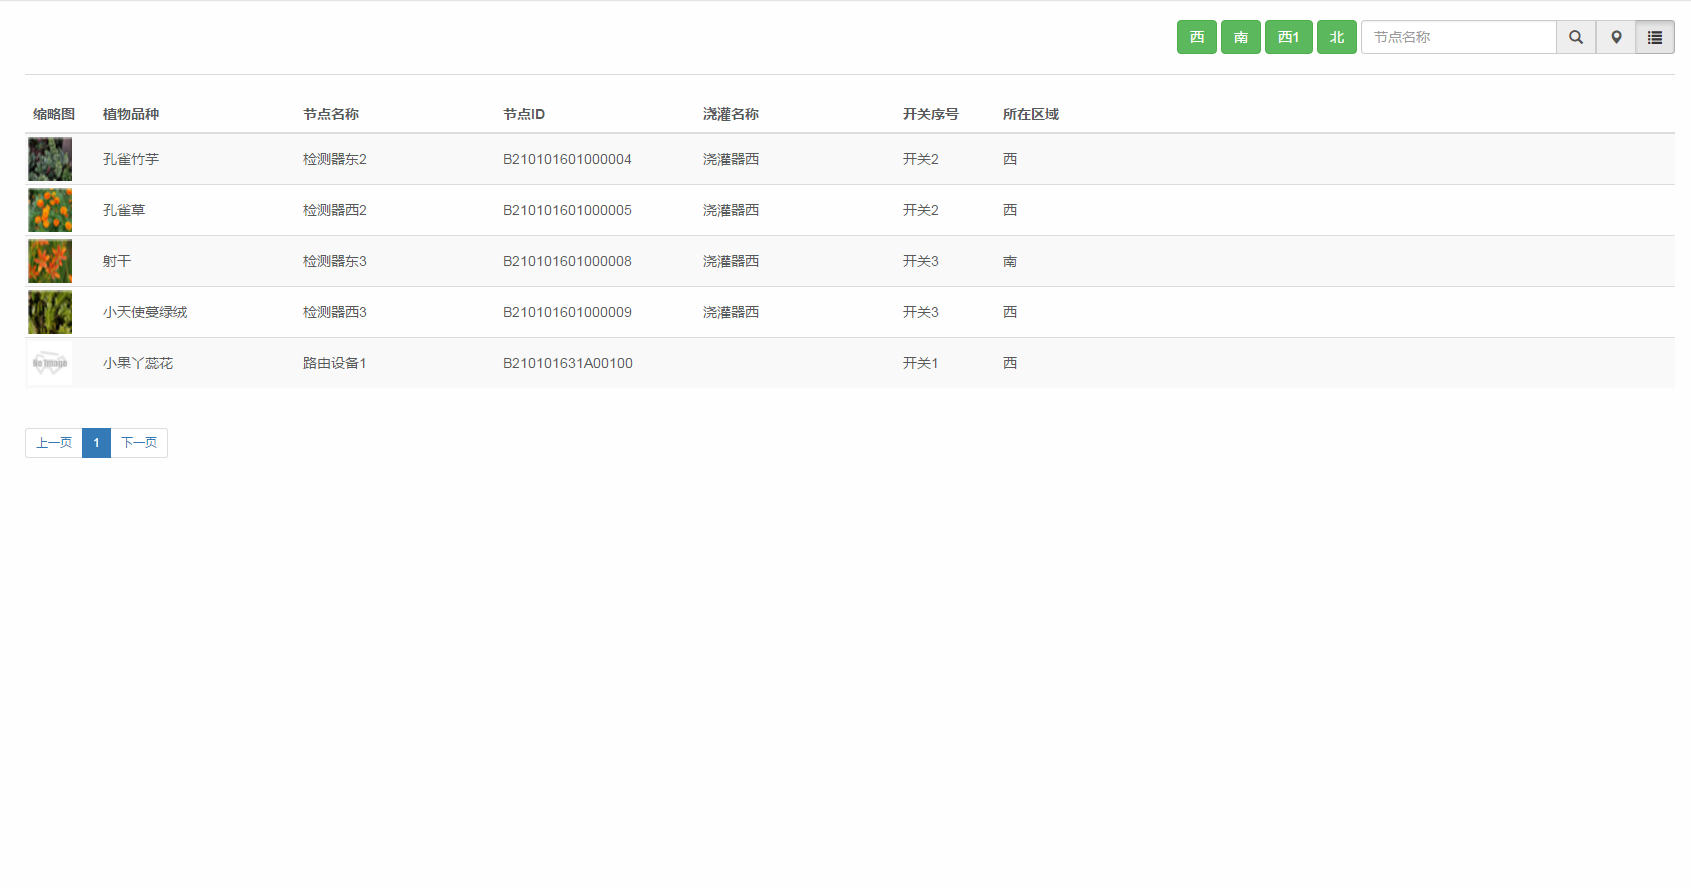 西 南 西1 北 节点名称
缩略图 植物品种 节点名称 节点ID 浇灌名称 开关序号 所在区域
孔雀竹芋 检测器东2 B210101601000004 浇灌器西 开关2 西
孔雀草 检测器西2 B210101601000005 浇灌器西 开关2 西
射干 检测器东3 B210101601000008 浇灌器西 开关3 南
小天使蔓绿绒 检测器西3 B210101601000009 浇灌器西 开关3 西
No Image 小果丫蕊花 路由设备1 B210101631A00100 开关1 西
上一页 1 下一页